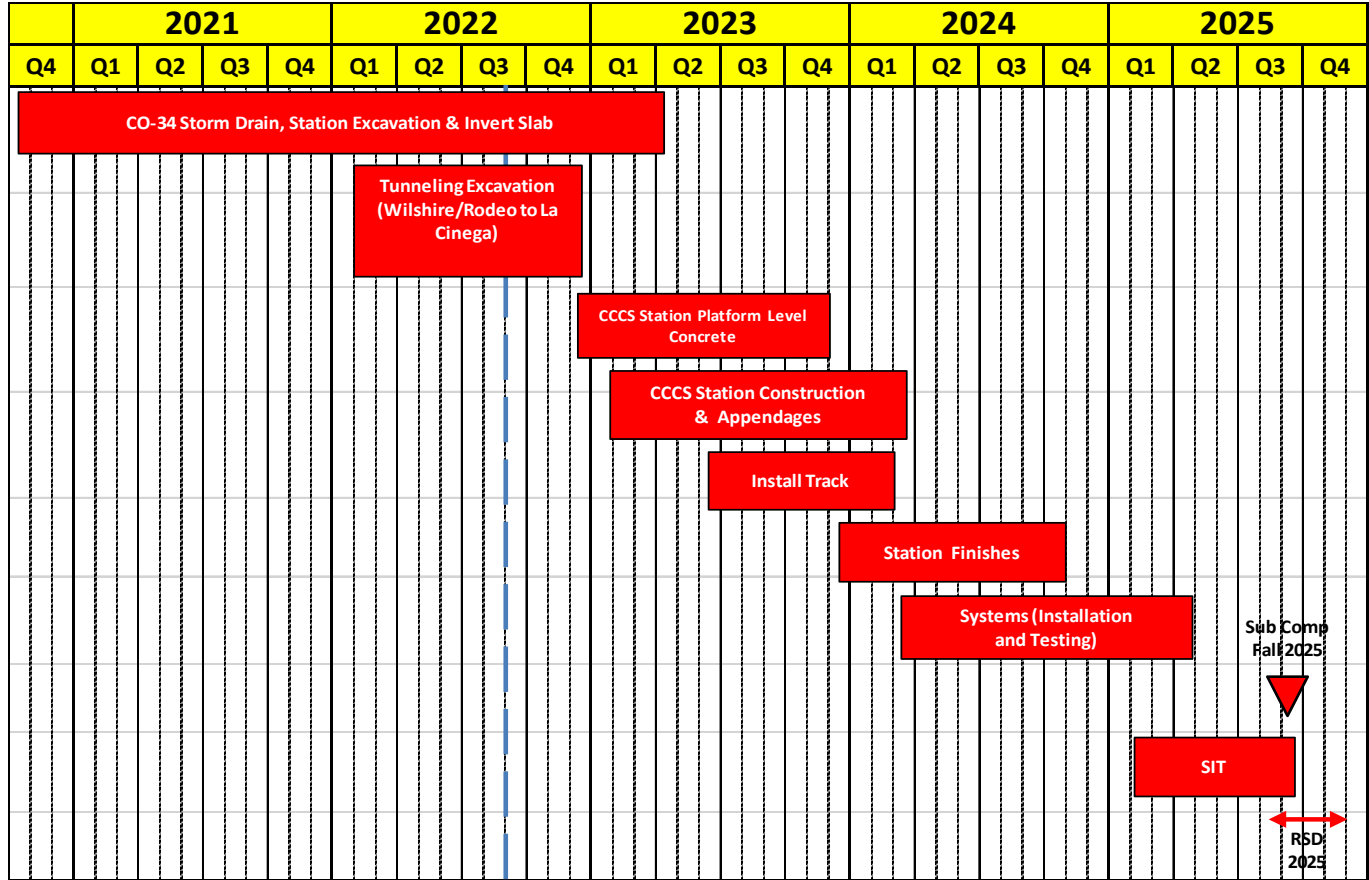 2021 2022 2023 2024 2025
Q4 Q1 Q2 Q3 Q4 Q1 Q2 Q3 Q4 Q1 Q2 Q3 Q4 Q1 Q2 Q3 Q4 Q1 Q2 Q3 Q4
CO-34 Storm Drain, Station Excavation & Invert Slab
Tunneling Excavation
(Wilshire/Rodeo to La
Cinega)
CCCS Station Platform Level
Concrete
CCCS Station Construction
& Appendages
Install Track
Station Finishes
Systems (Installation
and Testing)
Sub Comp
Fall 2025
SIT
RSD
2025